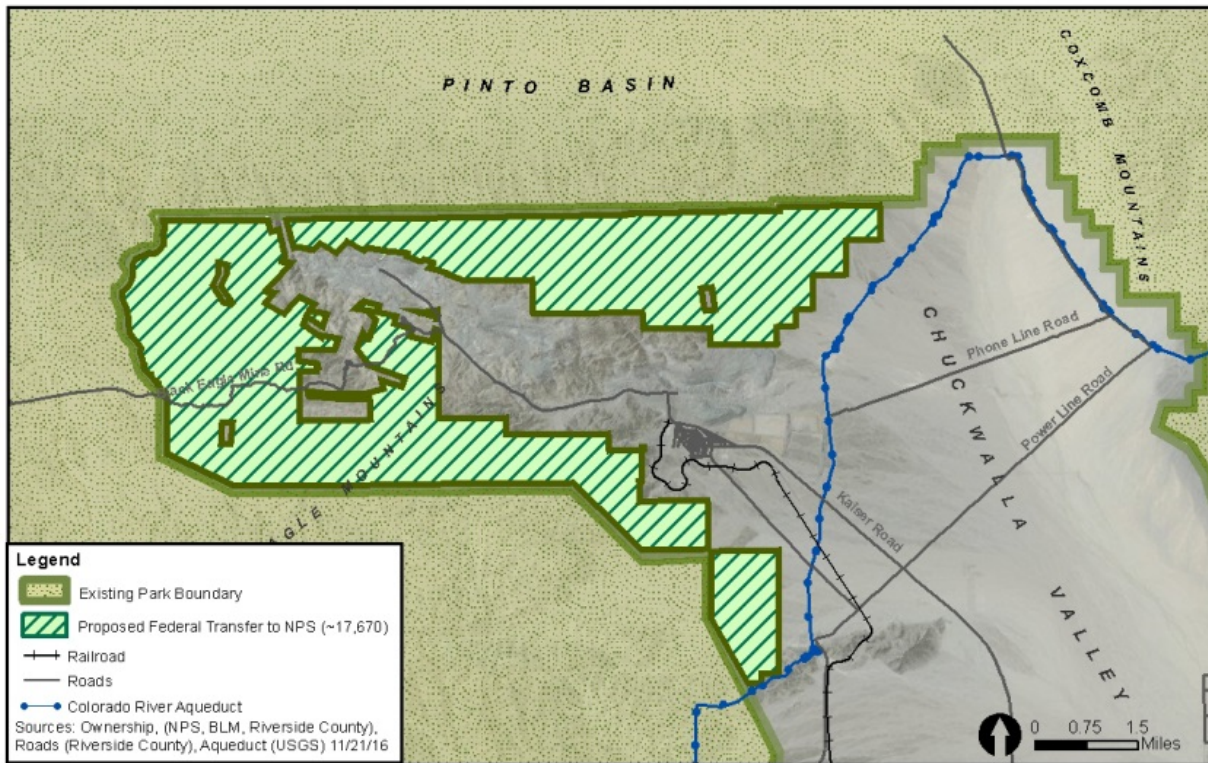 PINTO BASIN
COXCOMB MOUNTAINS
CHUCKWALLA VALLEY
Phone Line Road
Power Line Road
Kaiser Road
Eagle Mine Rd
MOUNTAINS
Legend
Existing Park Boundary
Proposed Federal Transfer to NPS (~17,670)
Railroad
Roads
Colorado River Aqueduct
Sources: Ownership, (NPS, BLM, Riverside County),
Roads (Riverside County), Aqueduct (USGS) 11/21/16
0 0.75 1.5
Miles